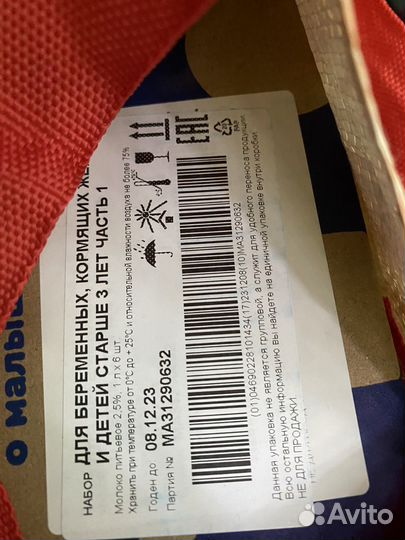 о малыш
НАБОР ДЛЯ БЕРЕМЕННЫХ, КОРМЯЩИХ
И ДЕТЕЙ СТАРШЕ 3 ЛЕТ ЧАСТЬ 1
Молоко питьевое 2,5%, 1 л х 6 шт.
Хранить при температуре от 0°C до + 25°C и относительной влажности воздуха не более 75%
Годен до 08.12.23
Партия № MA31290632
EAC
(01)04690228101434(17)231208(10)MA31290632
Данная упаковка не является групповой, а служит для удобного переноса продукции.
Всю остальную информацию вы найдете на единичной упаковке внутри коробки
НЕ ДЛЯ ПРОДАЖИ.
Avito